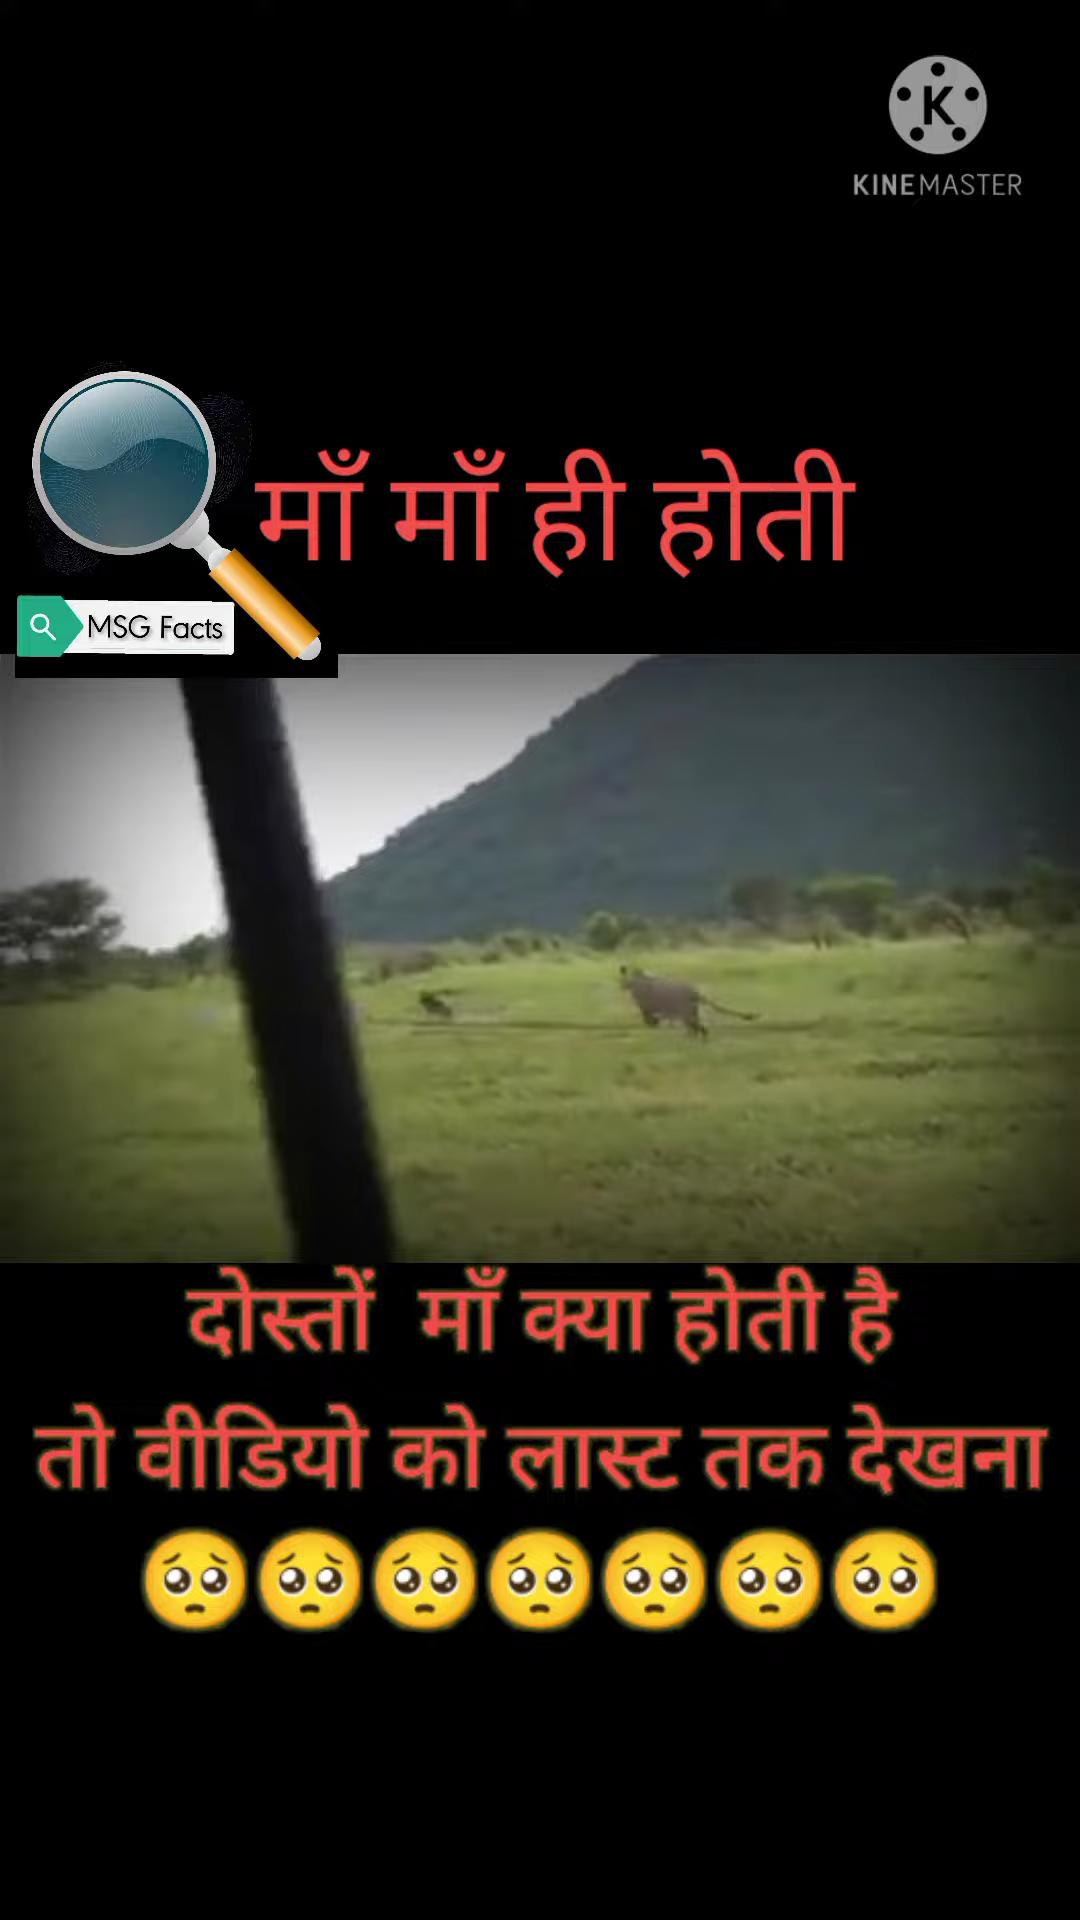 KINEMASTER
माँ माँ ही होती
MSG Facts
दोस्तों माँ क्या होती है
तो वीडियो को लास्ट तक देखना
🥺🥺🥺🥺🥺🥺🥺